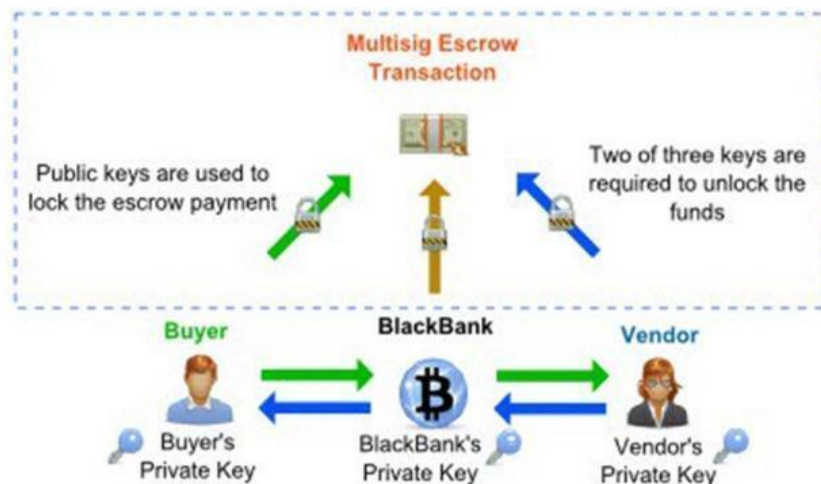 Multisig Escrow
Transaction
Public keys are used to
lock the escrow payment
Two of three keys are
required to unlock the
funds
Buyer
BlackBank
Vendor
Buyer's
Private Key
BlackBank's
Private Key
Vendor's
Private Key